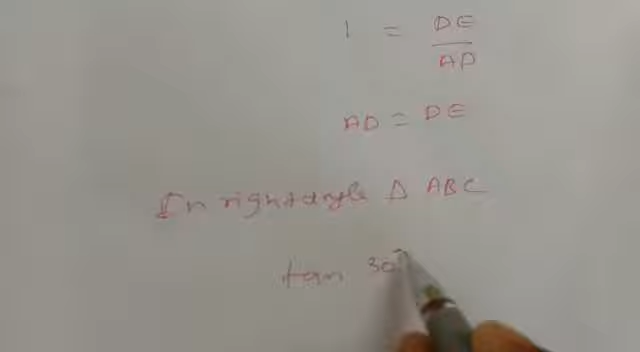 1 = DE/AD
AD = DE
In right angle Δ ABC
tan 30°